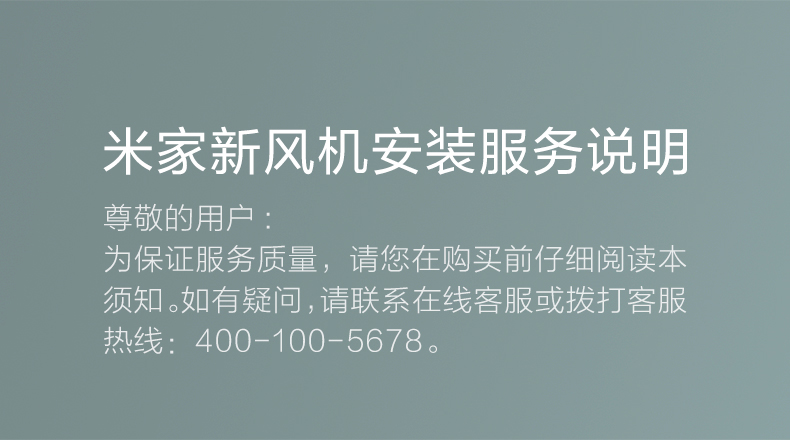 米家新风机安装服务说明
尊敬的用户：
为保证服务质量，请您在购买前仔细阅读本
须知。如有疑问，请联系在线客服或拨打客服
热线：400-100-5678。